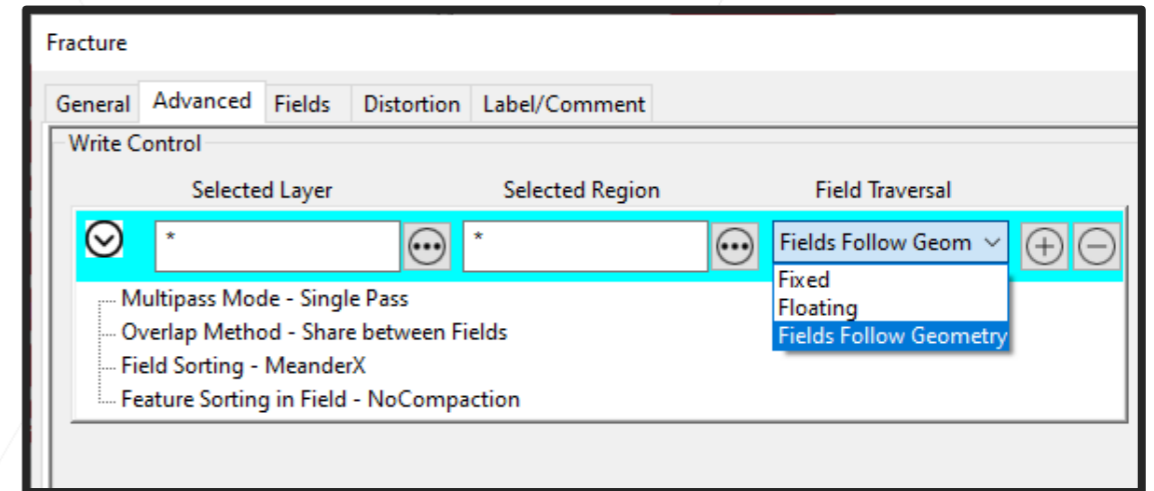 Fracture
General Advanced Fields Distortion Label/Comment
Write Control
Selected Layer Selected Region Field Traversal
* * Fields Follow Geom
Fixed
Floating
Fields Follow Geometry
Multipass Mode - Single Pass
Overlap Method - Share between Fields
Field Sorting - MeanderX
Feature Sorting in Field - NoCompaction